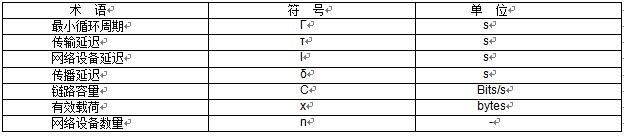 术 语 符 号 单 位
最小循环周期 Γ s
传输延迟 τ s
网络设备延迟 l s
传播延迟 δ s
链路容量 C Bits/s
有效载荷 x bytes
网络设备数量 n -